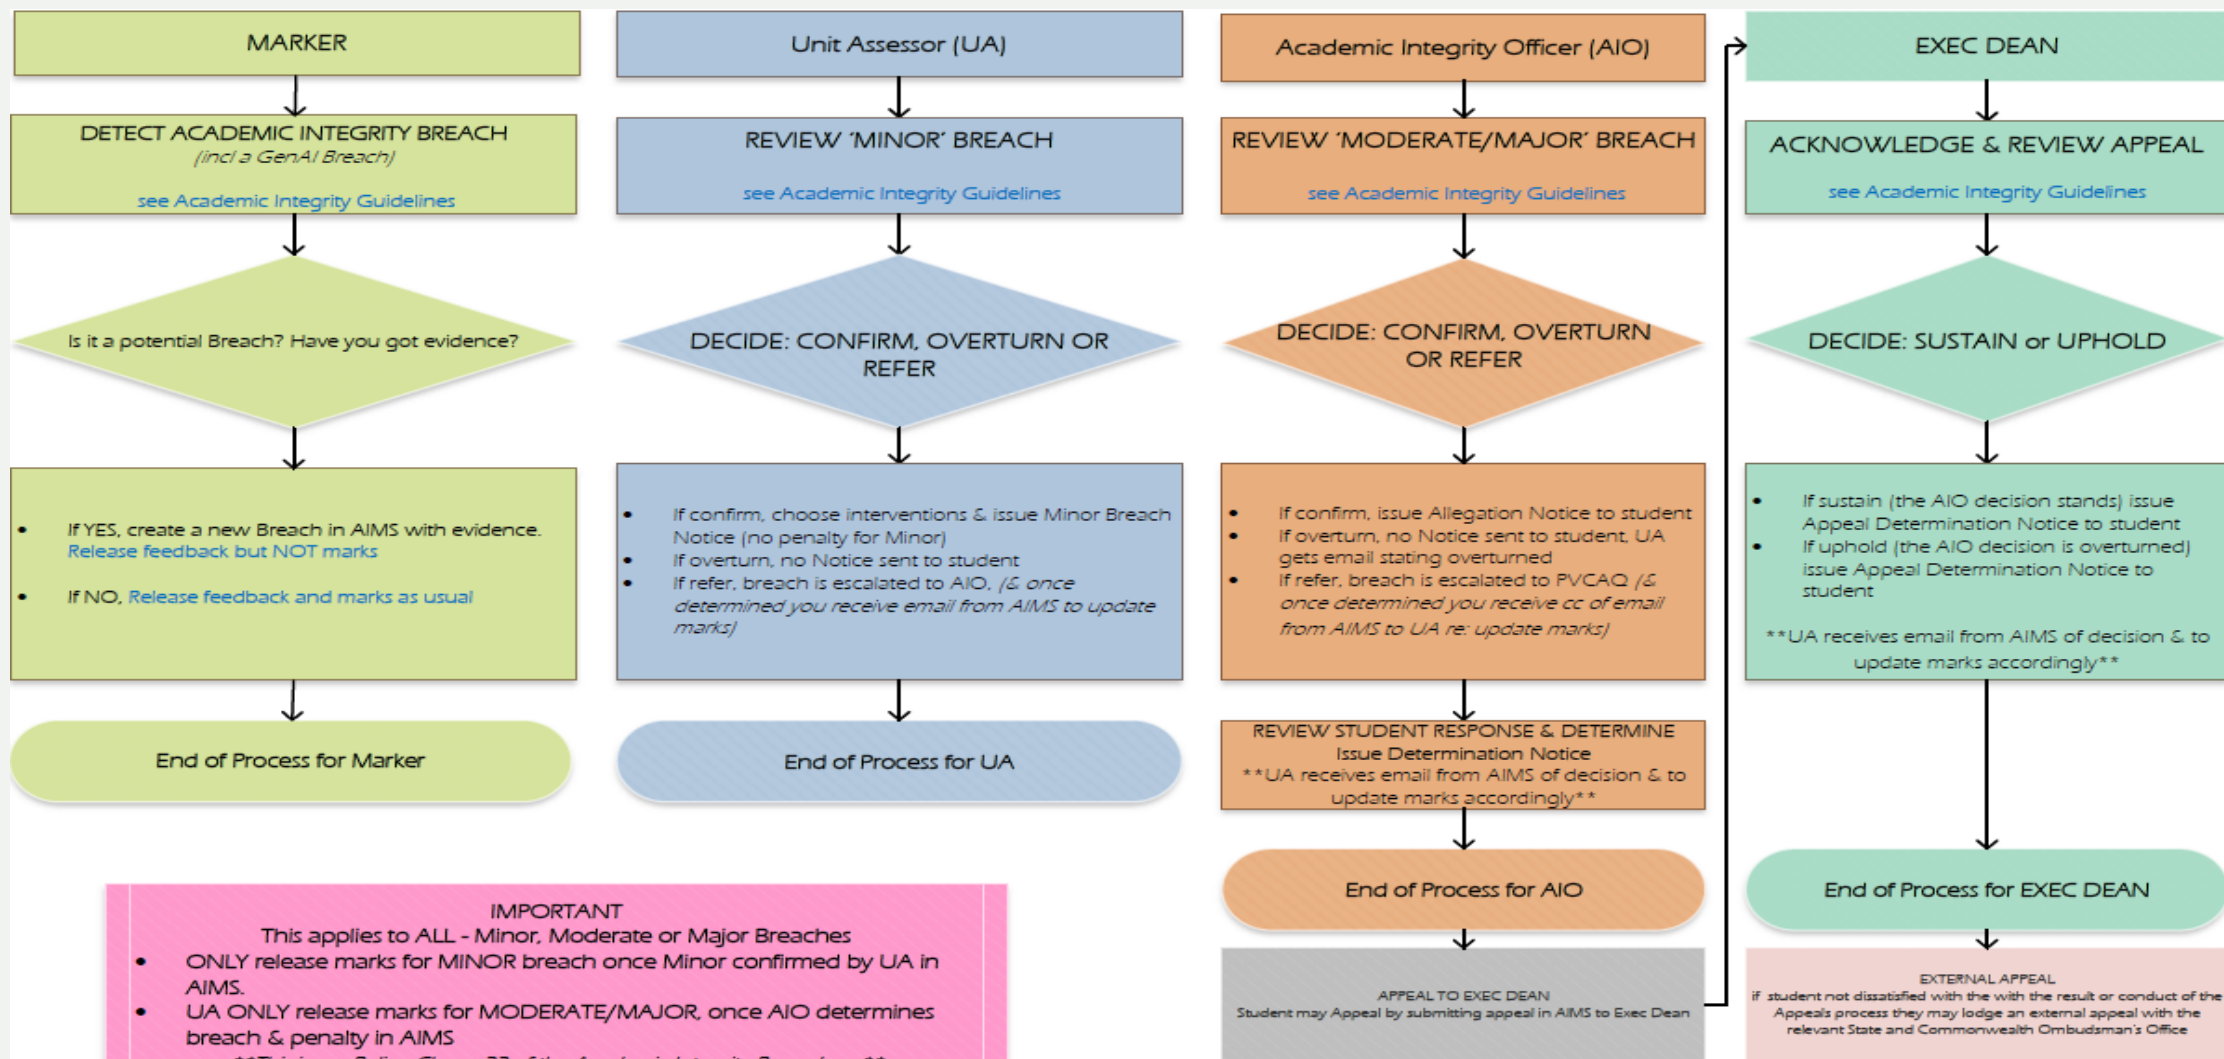 MARKER
DETECT ACADEMIC INTEGRITY BREACH
(incl a GenAI Breach)
see Academic Integrity Guidelines
Is it a potential Breach? Have you got evidence?
• If YES, create a new Breach in AIMS with evidence.
Release feedback but NOT marks
• If NO, Release feedback and marks as usual
End of Process for Marker
Unit Assessor (UA)
REVIEW ‘MINOR’ BREACH
see Academic Integrity Guidelines
DECIDE: CONFIRM, OVERTURN OR
REFER
• If confirm, choose interventions & issue Minor Breach
Notice (no penalty for Minor)
• If overturn, no Notice sent to student
• If refer, breach is escalated to AIO, (& once
determined you receive email from AIMS to update
marks)
End of Process for UA
Academic Integrity Officer (AIO)
REVIEW ‘MODERATE/MAJOR’ BREACH
see Academic Integrity Guidelines
DECIDE: CONFIRM, OVERTURN
OR REFER
• If confirm, issue Allegation Notice to student
• If overturn, no Notice sent to student, UA
gets email stating overturned
• If refer, breach is escalated to PVCAQ (&
once determined you receive cc of email
from AIMS to UA re: update marks)
REVIEW STUDENT RESPONSE & DETERMINE
Issue Determination Notice
**UA receives email from AIMS of decision & to
update marks accordingly**
End of Process for AIO
APPEAL TO EXEC DEAN
Student may Appeal by submitting appeal in AIMS to Exec Dean
EXEC DEAN
ACKNOWLEDGE & REVIEW APPEAL
see Academic Integrity Guidelines
DECIDE: SUSTAIN or UPHOLD
• If sustain (the AIO decision stands) issue
Appeal Determination Notice to student
• If uphold (the AIO decision is overturned)
issue Appeal Determination Notice to
student
**UA receives email from AIMS of decision & to
update marks accordingly**
End of Process for EXEC DEAN
EXTERNAL APPEAL
if student not dissatisfied with the with the result or conduct of the
Appeals process they may lodge an external appeal with the
relevant State and Commonwealth Ombudsman's Office
IMPORTANT
This applies to ALL - Minor, Moderate or Major Breaches
• ONLY release marks for MINOR breach once Minor confirmed by UA in
AIMS.
• UA ONLY release marks for MODERATE/MAJOR, once AIO determines
breach & penalty in AIMS